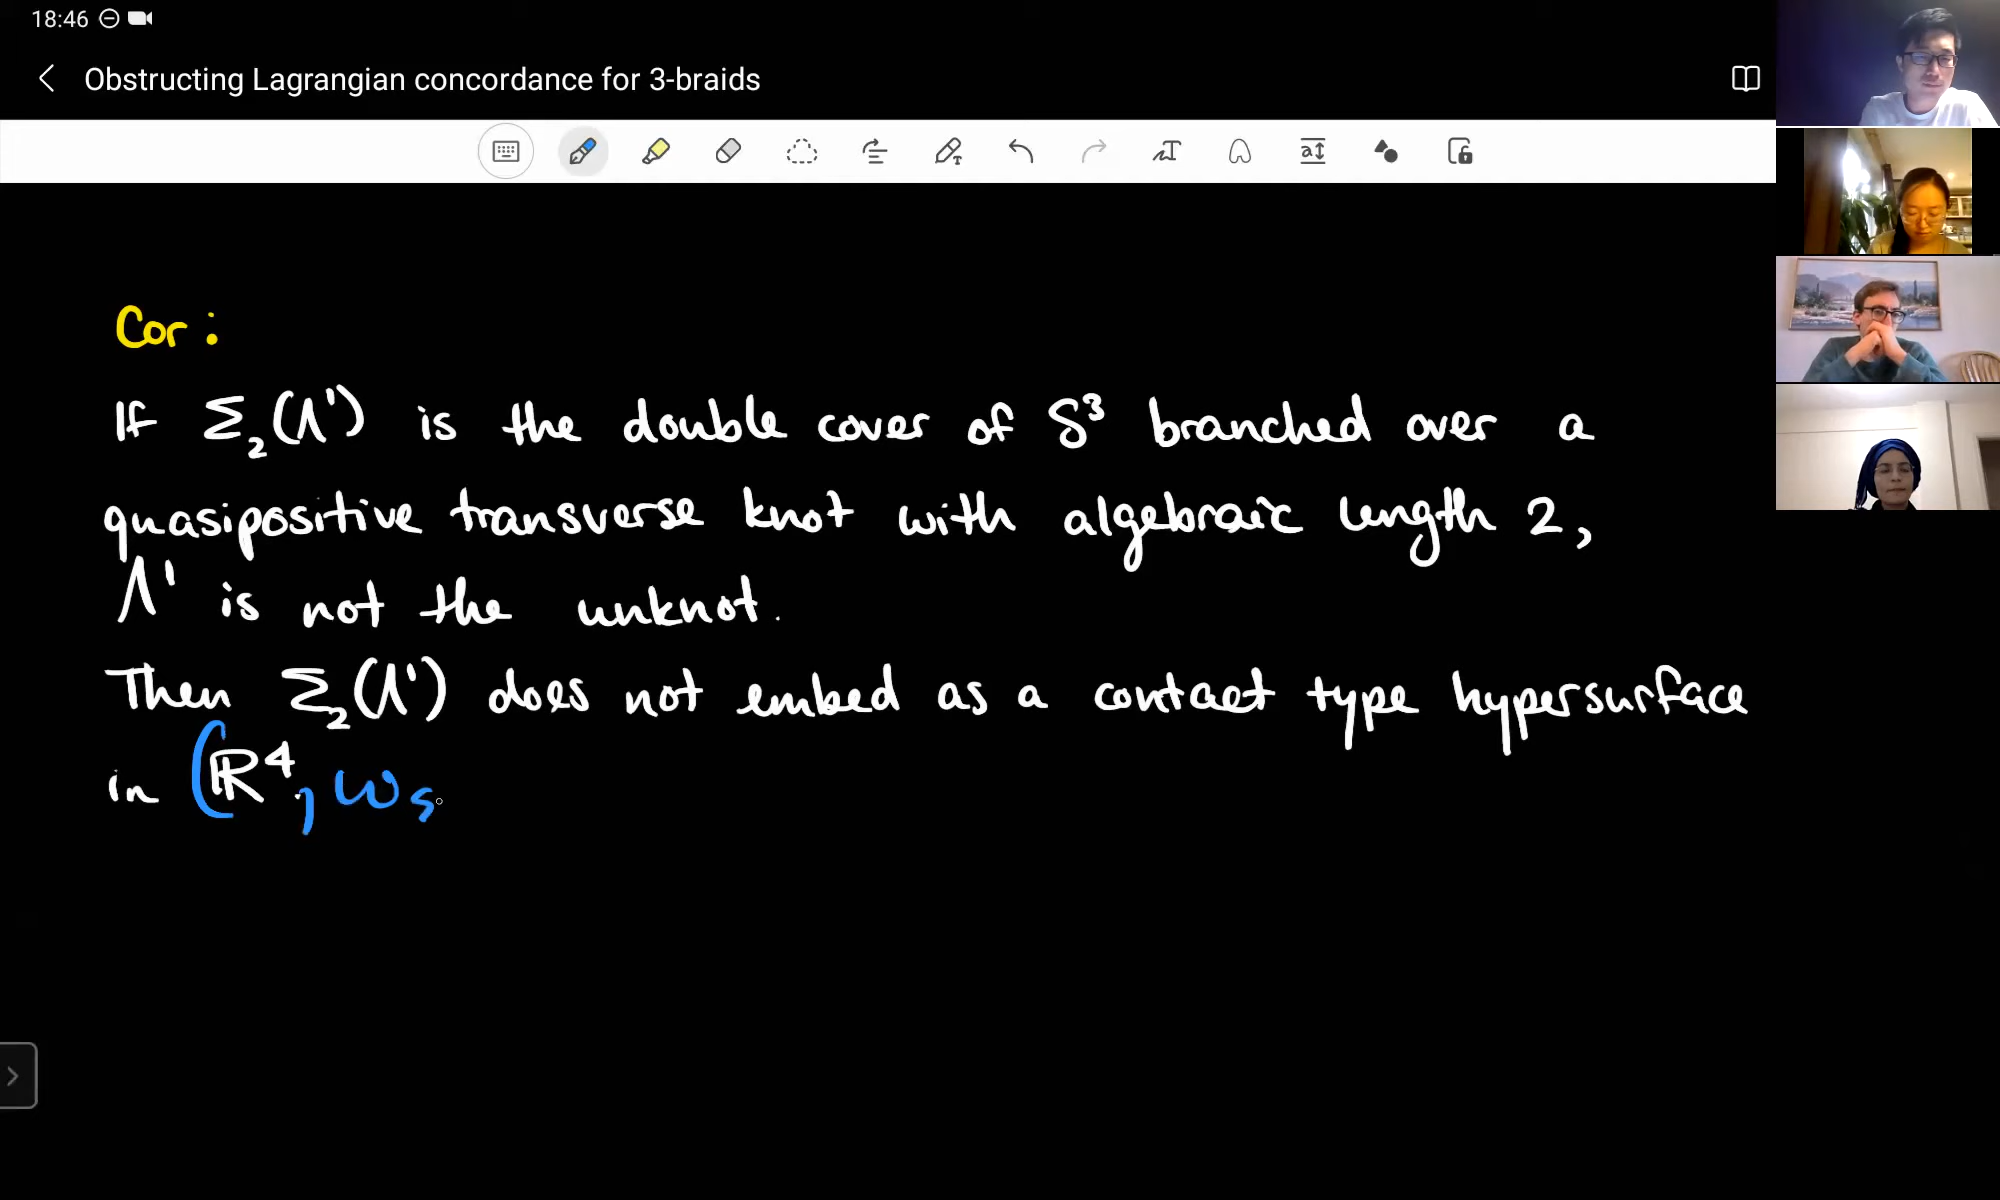 18:46
Obstructing Lagrangian concordance for 3-braids
Cor:
If Σ₂(Λ') is the double cover of S³ branched over a
quasipositive transverse knot with algebraic length 2,
Λ' is not the unknot.
Then Σ₂(Λ') does not embed as a contact type hypersurface
in (ℝ⁴, ω s